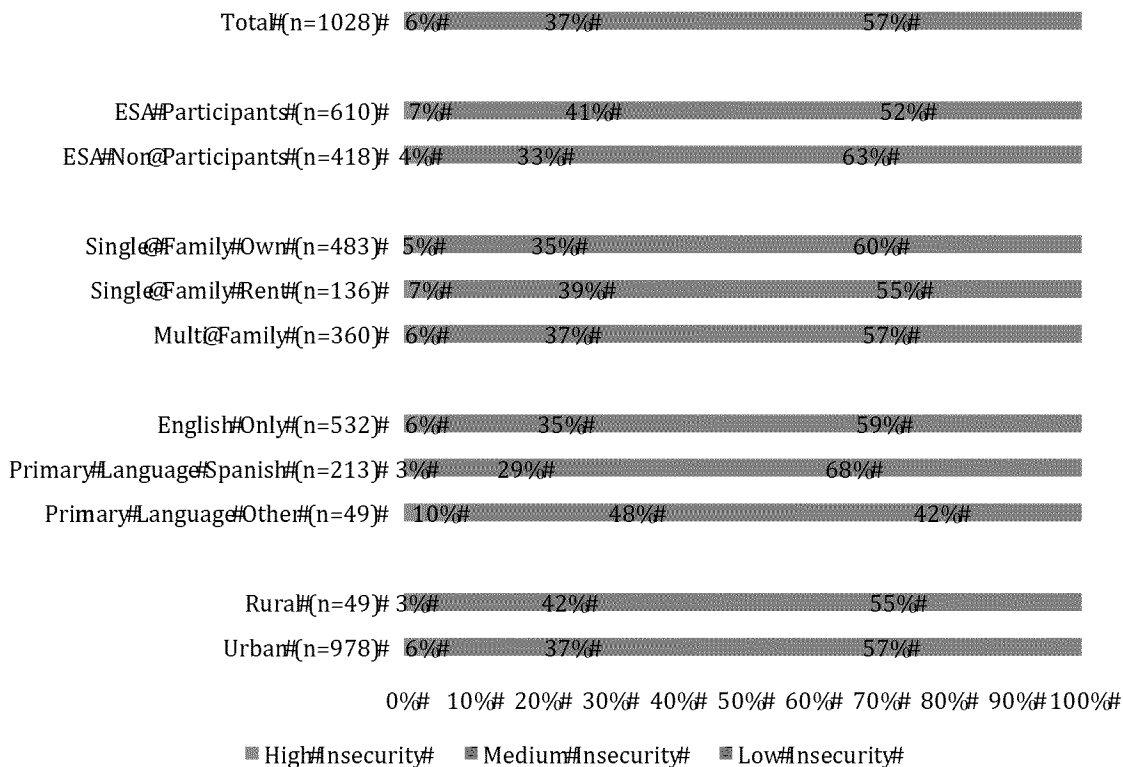 Total#(n=1028)# 6%# 37%# 57%#
ESA#Participants#(n=610)# 7%# 41%# 52%#
ESA#Non@Participants#(n=418)# 4%# 33%# 63%#
Single@Family#Own#(n=483)# 5%# 35%# 60%#
Single@Family#Rent#(n=136)# 7%# 39%# 55%#
Multi@Family#(n=360)# 6%# 37%# 57%#
English#Only#(n=532)# 6%# 35%# 59%#
Primary#Language#Spanish#(n=213)# 3%# 29%# 68%#
Primary#Language#Other#(n=49)# 10%# 48%# 42%#
Rural#(n=49)# 3%# 42%# 55%#
Urban#(n=978)# 6%# 37%# 57%#
0%# 10%# 20%# 30%# 40%# 50%# 60%# 70%# 80%# 90%# 100%#
High#Insecurity# Medium#Insecurity# Low#Insecurity#